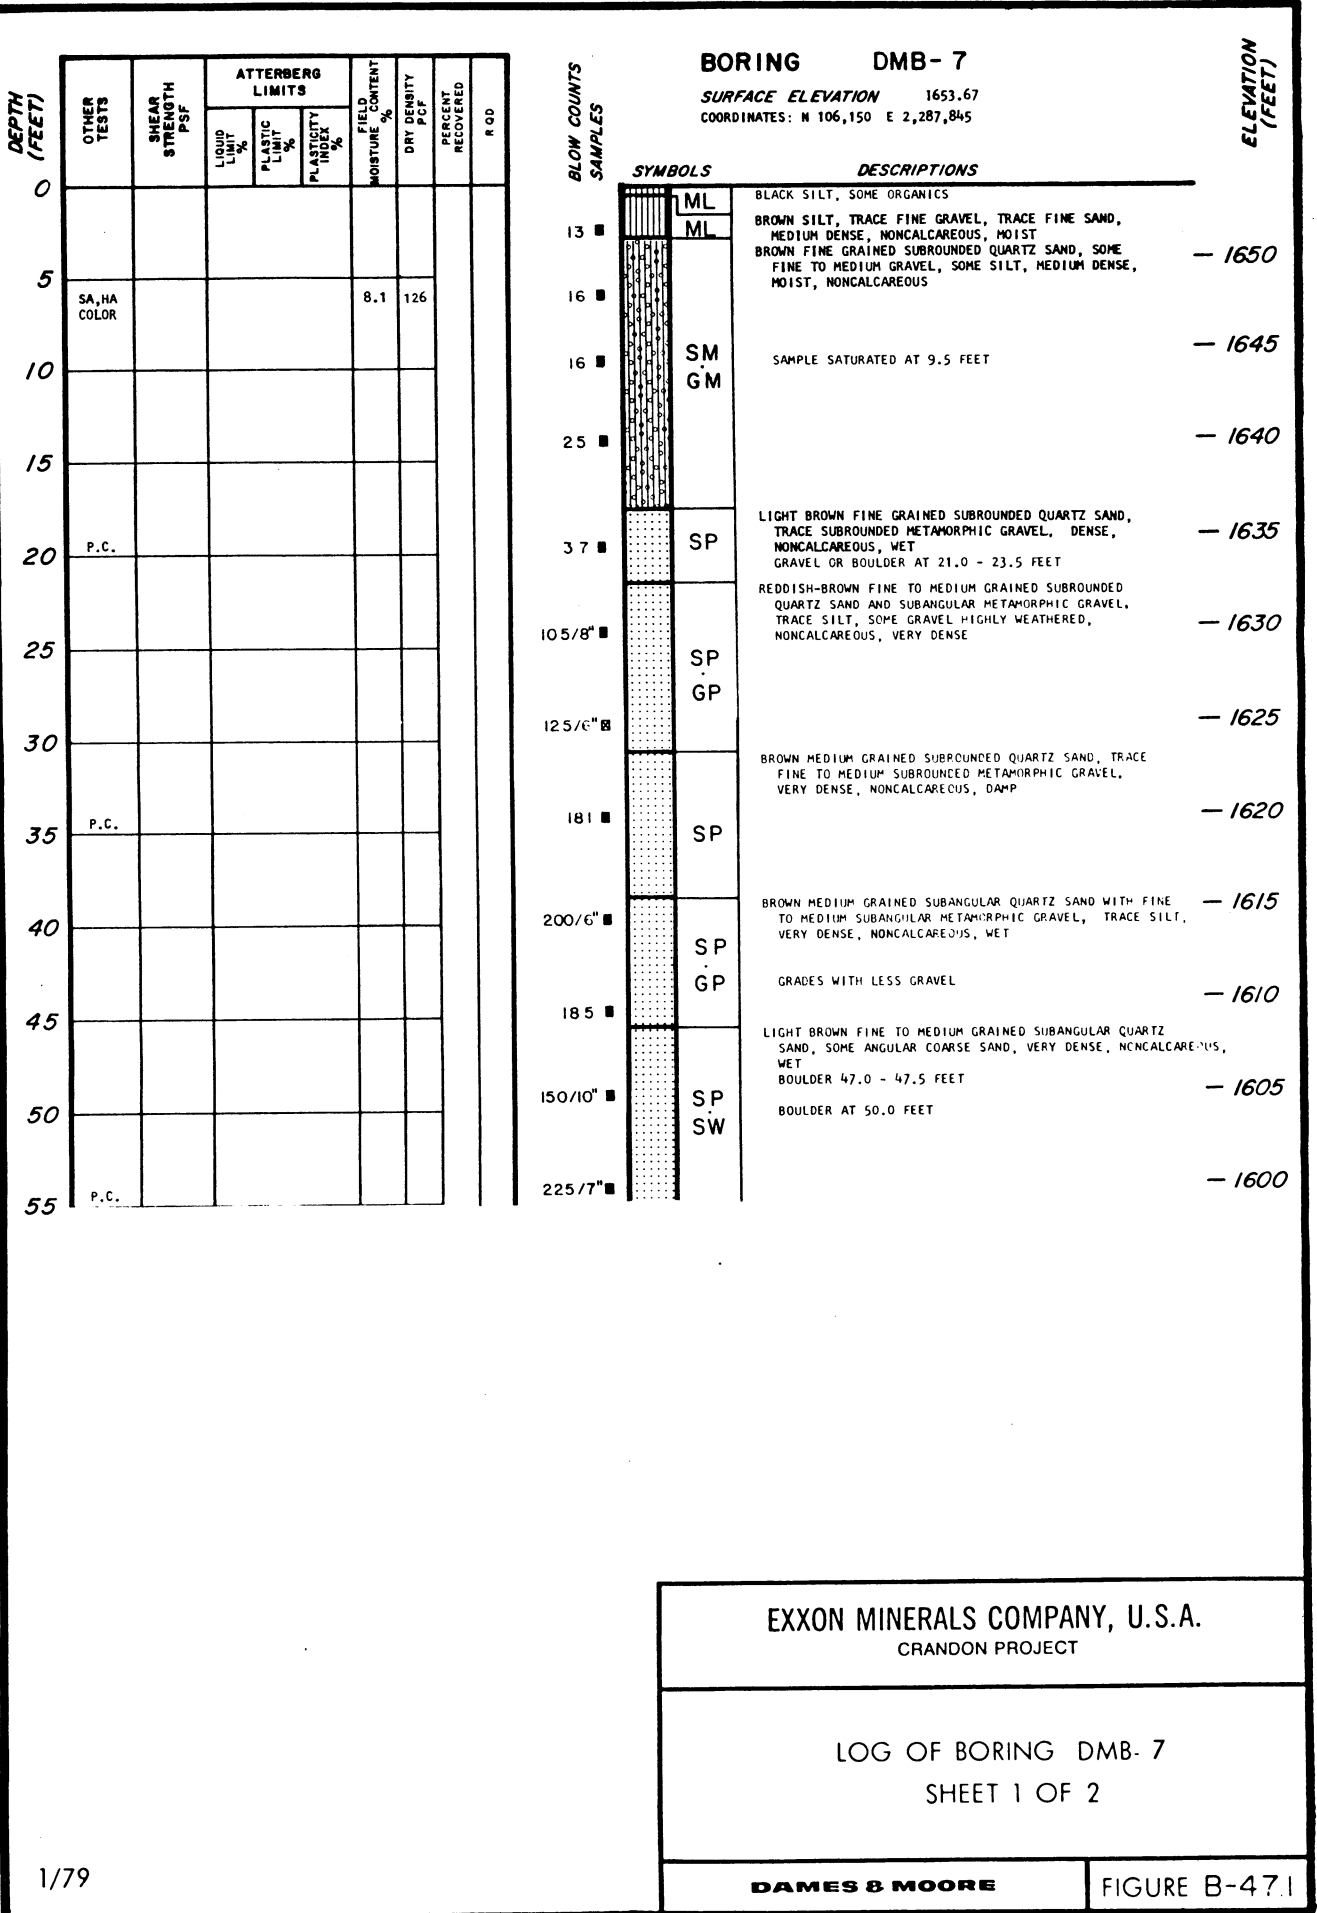 BORING DMB-7
SURFACE ELEVATION 1653.67
COORDINATES: N 106,150 E 2,287,845
DEPTH (FEET)
OTHER TESTS
SHEAR STRENGTH PSF
ATTERBERG LIMITS
LIQUID LIMIT %
PLASTIC LIMIT %
PLASTICITY INDEX %
FIELD MOISTURE CONTENT %
DRY DENSITY PCF
PERCENT RECOVERED
RQD
BLOW COUNTS
SAMPLES
SYMBOLS
DESCRIPTIONS
ELEVATION (FEET)
0
ML
BLACK SILT, SOME ORGANICS
13
ML
BROWN SILT, TRACE FINE GRAVEL, TRACE FINE SAND,
MEDIUM DENSE, NONCALCAREOUS, MOIST
BROWN FINE GRAINED SUBROUNDED QUARTZ SAND, SOME
FINE TO MEDIUM GRAVEL, SOME SILT, MEDIUM DENSE,
MOIST, NONCALCAREOUS
— 1650
5
SA,HA
COLOR
8.1 126
16
— 1645
16
SM
·
GM
SAMPLE SATURATED AT 9.5 FEET
10
25
— 1640
15
LIGHT BROWN FINE GRAINED SUBROUNDED QUARTZ SAND,
TRACE SUBROUNDED METAMORPHIC GRAVEL, DENSE,
NONCALCAREOUS, WET
GRAVEL OR BOULDER AT 21.0 - 23.5 FEET
— 1635
P.C.
37
SP
20
REDDISH-BROWN FINE TO MEDIUM GRAINED SUBROUNDED
QUARTZ SAND AND SUBANGULAR METAMORPHIC GRAVEL,
TRACE SILT, SOME GRAVEL HIGHLY WEATHERED,
NONCALCAREOUS, VERY DENSE
— 1630
105/8"
25
SP
·
GP
— 1625
125/6"
30
BROWN MEDIUM GRAINED SUBROUNDED QUARTZ SAND, TRACE
FINE TO MEDIUM SUBROUNDED METAMORPHIC GRAVEL,
VERY DENSE, NONCALCAREOUS, DAMP
— 1620
P.C.
181
SP
35
BROWN MEDIUM GRAINED SUBANGULAR QUARTZ SAND WITH FINE
TO MEDIUM SUBANGULAR METAMORPHIC GRAVEL, TRACE SILT,
VERY DENSE, NONCALCAREOUS, WET
— 1615
200/6"
40
SP
·
GP
GRADES WITH LESS GRAVEL
— 1610
185
45
LIGHT BROWN FINE TO MEDIUM GRAINED SUBANGULAR QUARTZ
SAND, SOME ANGULAR COARSE SAND, VERY DENSE, NONCALCAREOUS,
WET
BOULDER 47.0 - 47.5 FEET
— 1605
150/10"
SP
·
SW
BOULDER AT 50.0 FEET
50
— 1600
225/7"
P.C.
55
EXXON MINERALS COMPANY, U.S.A.
CRANDON PROJECT
LOG OF BORING DMB-7
SHEET 1 OF 2
1/79
DAMES & MOORE
FIGURE B-47.1